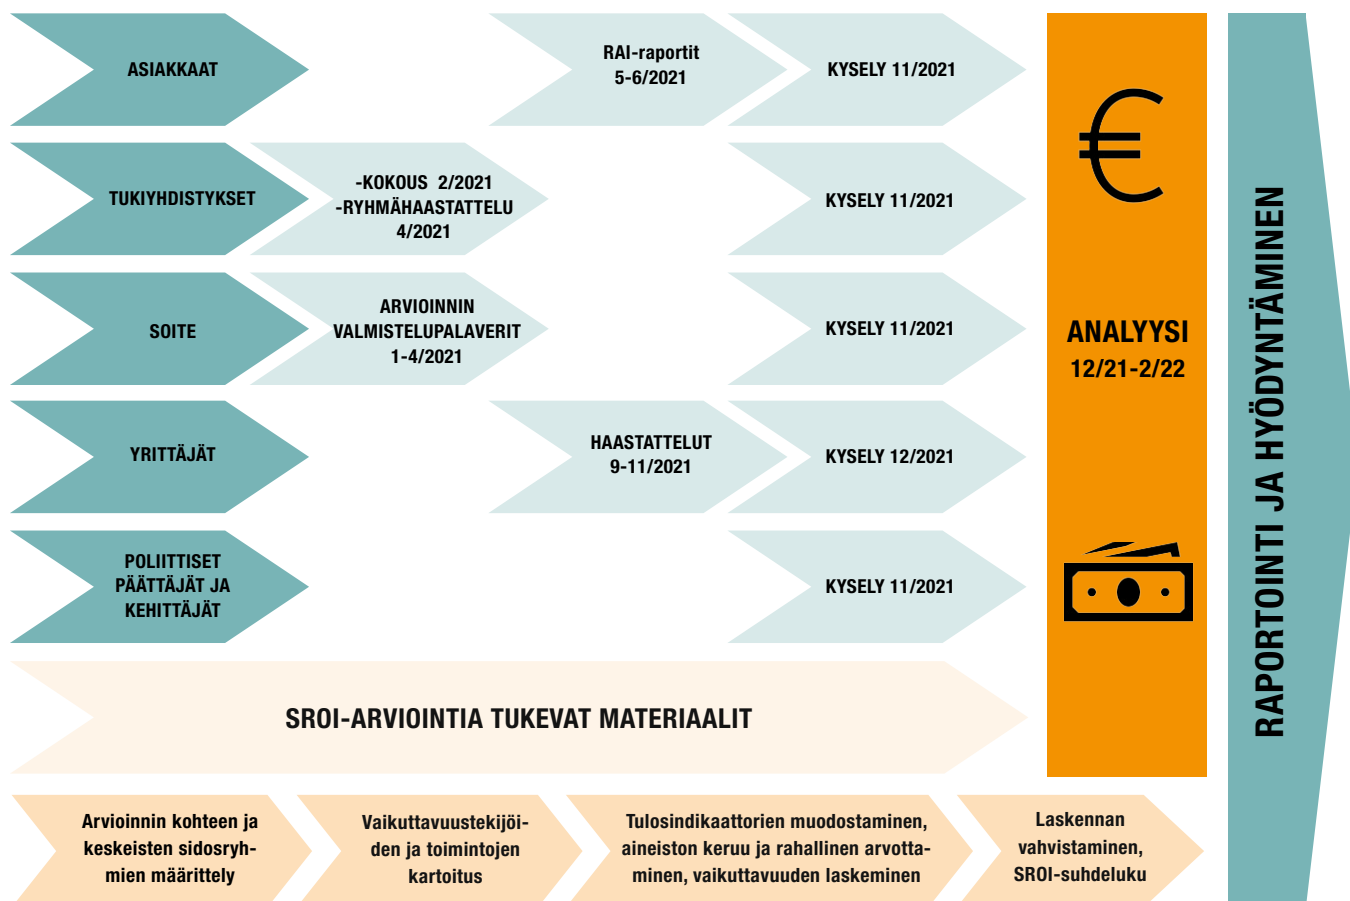 ASIAKKAAT
RAI-raportit
5-6/2021
KYSELY 11/2021
TUKIYHDISTYKSET
-KOKOUS 2/2021
-RYHMÄHAASTATTELU
4/2021
KYSELY 11/2021
SOITE
ARVIOINNIN
VALMISTELUPALAVERIT
1-4/2021
KYSELY 11/2021
YRITTÄJÄT
HAASTATTELUT
9-11/2021
KYSELY 12/2021
POLIITTISET
PÄÄTTÄJÄT JA
KEHITTÄJÄT
KYSELY 11/2021
SROI-ARVIOINTIA TUKEVAT MATERIAALIT
€
ANALYYSI
12/21-2/22
RAPORTOINTI JA HYÖDYNTÄMINEN
Arvioinnin kohteen ja
keskeisten sidosryh-
mien määrittely
Vaikuttavuustekijöi-
den ja toimintojen
kartoitus
Tulosindikaattorien muodostaminen,
aineiston keruu ja rahallinen arvotta-
minen, vaikuttavuuden laskeminen
Laskennan
vahvistaminen,
SROI-suhdeluku